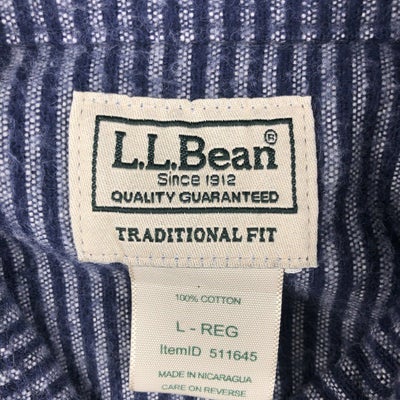 L.L.Bean®
Since 1912
QUALITY GUARANTEED
TRADITIONAL FIT
100% COTTON
L - REG
ItemID 511645
MADE IN NICARAGUA
CARE ON REVERSE